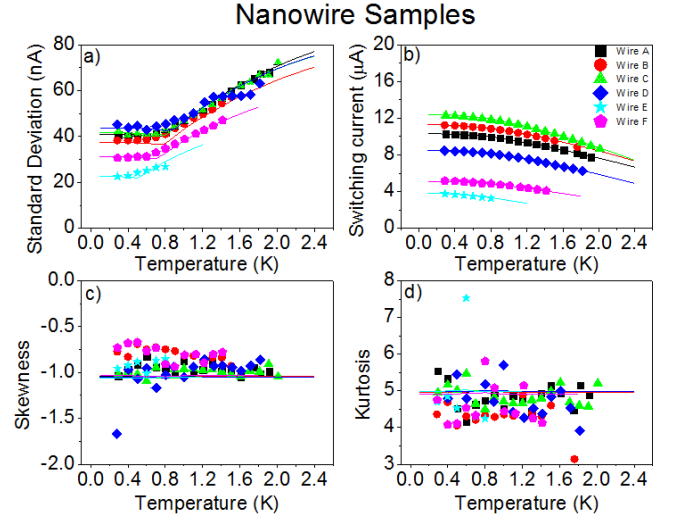 Nanowire Samples
a)
Standard Deviation (nA)
80
60
40
20
0
0.0 0.4 0.8 1.2 1.6 2.0 2.4
Temperature (K)
b)
Switching current (μA)
20
16
12
8
4
0
0.0 0.4 0.8 1.2 1.6 2.0 2.4
Temperature (K)
Wire A
Wire B
Wire C
Wire D
Wire E
Wire F
c)
Skewness
0.0
-0.5
-1.0
-1.5
-2.0
0.0 0.4 0.8 1.2 1.6 2.0 2.4
Temperature (K)
d)
Kurtosis
8
7
6
5
4
3
0.0 0.4 0.8 1.2 1.6 2.0 2.4
Temperature (K)